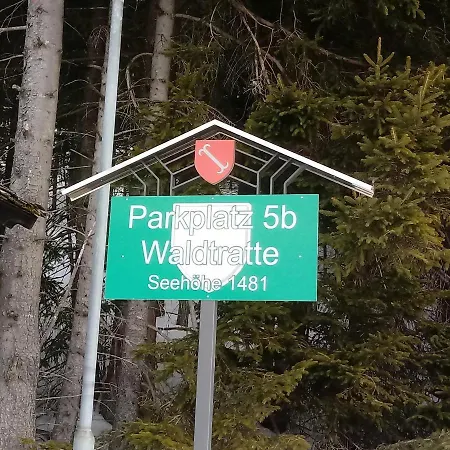 Parkplatz 5b
Waldtratte
Seehöhe 1481